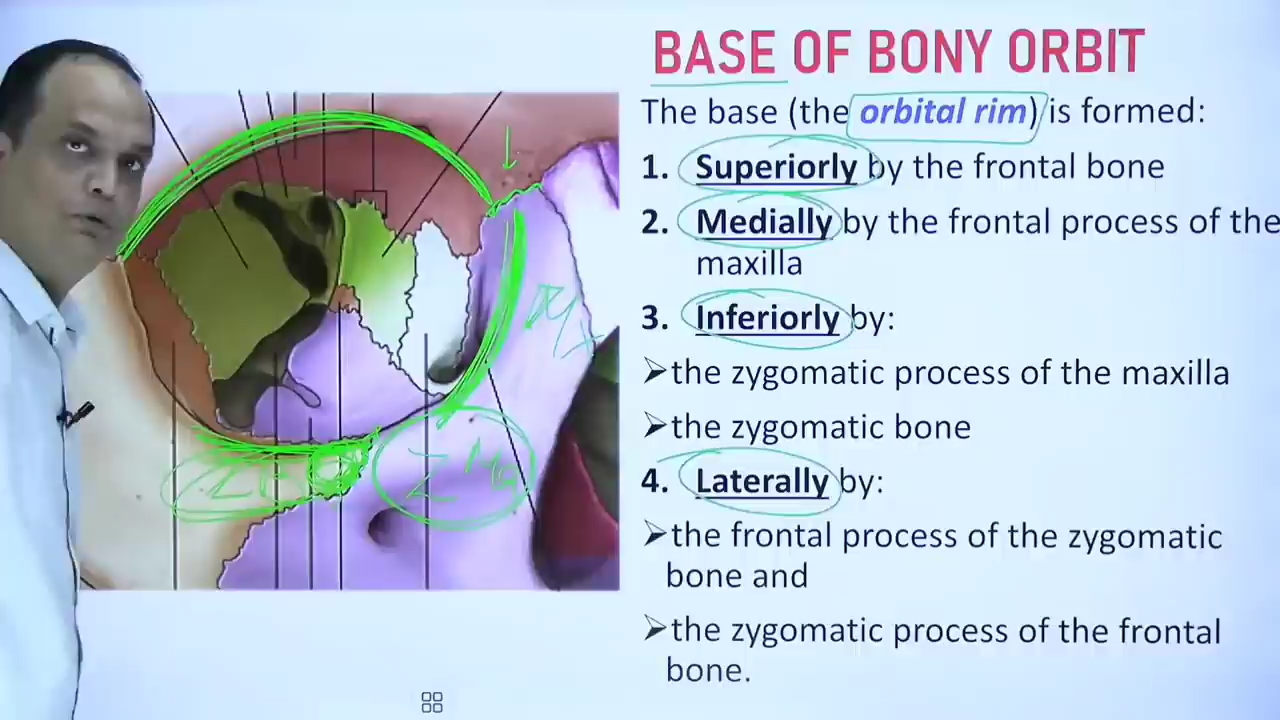 BASE OF BONY ORBIT
The base (the orbital rim) is formed:
1. Superiorly by the frontal bone
2. Medially by the frontal process of the
maxilla
3. Inferiorly by:
➢the zygomatic process of the maxilla
➢the zygomatic bone
4. Laterally by:
➢the frontal process of the zygomatic
bone and
➢the zygomatic process of the frontal
bone.